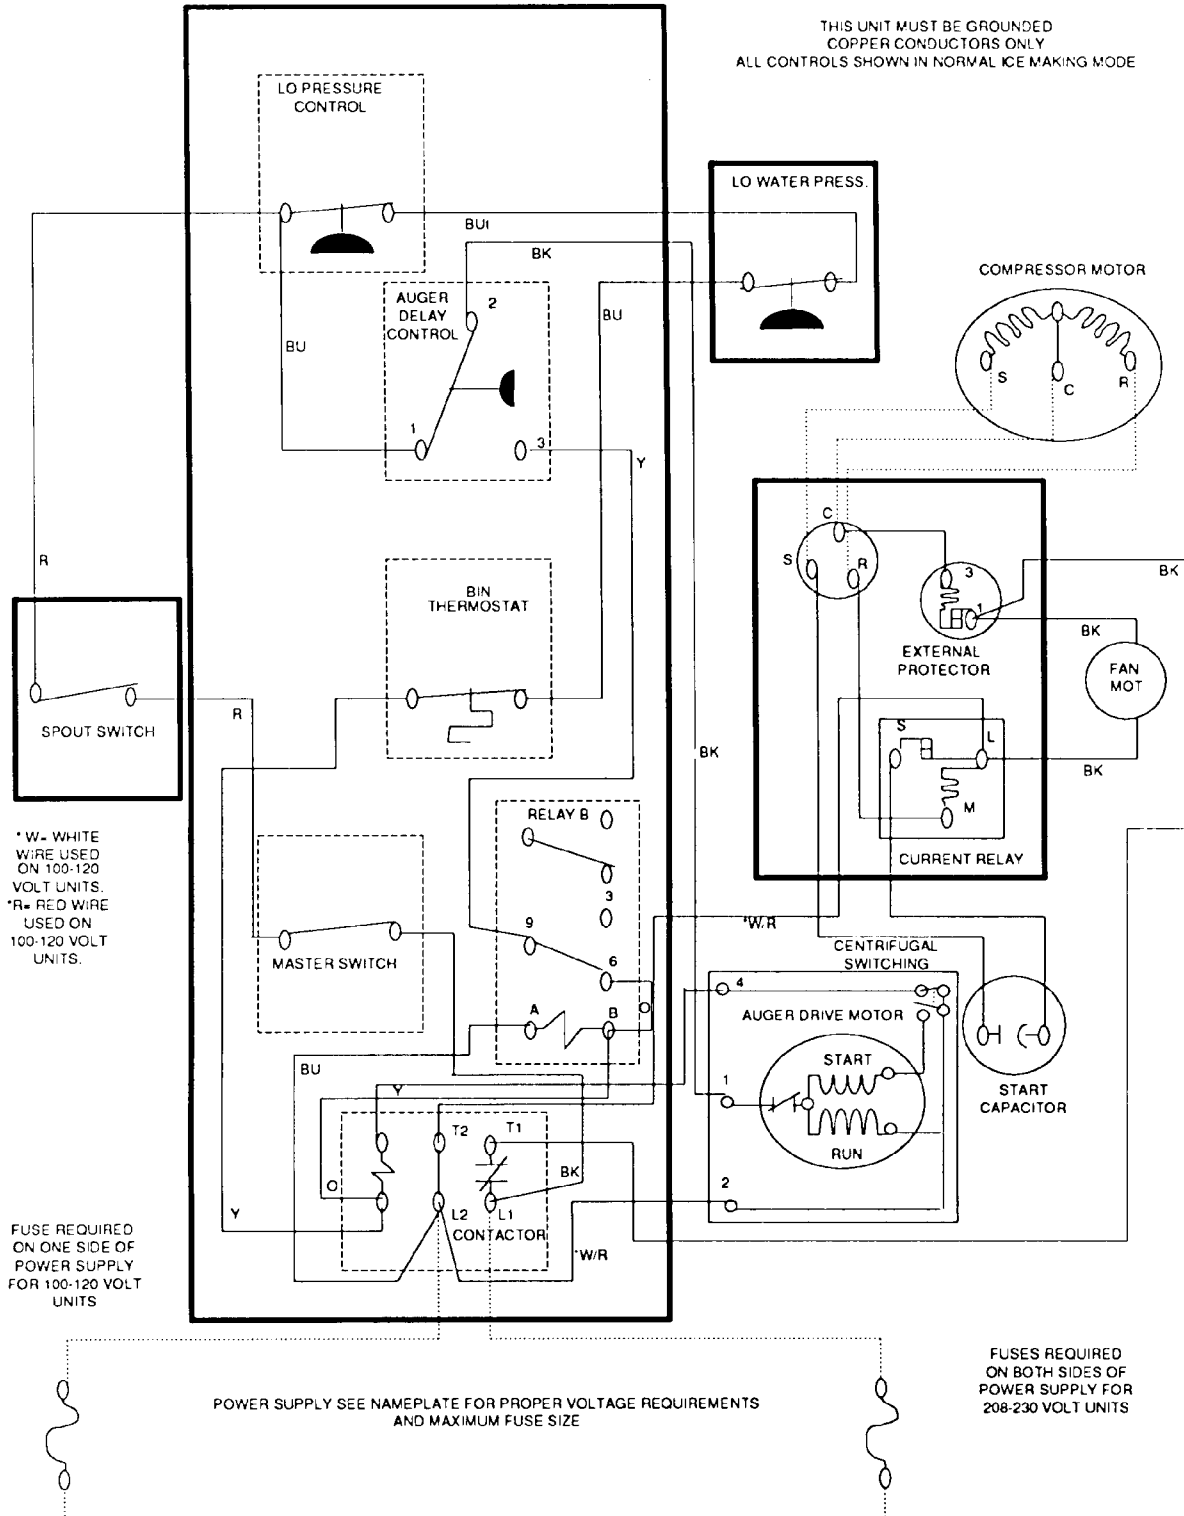 THIS UNIT MUST BE GROUNDED
COPPER CONDUCTORS ONLY
ALL CONTROLS SHOWN IN NORMAL ICE MAKING MODE
LO PRESSURE
CONTROL
LO WATER PRESS.
BU1
BK
COMPRESSOR MOTOR
S
C
R
AUGER
DELAY
CONTROL
2
BU
BU
1
3
Y
R
BIN
THERMOSTAT
C
S
R
3
1
BK
EXTERNAL
PROTECTOR
BK
FAN
MOT
SPOUT SWITCH
R
BK
S
L
M
BK
CURRENT RELAY
* W= WHITE
WIRE USED
ON 100-120
VOLT UNITS.
*R= RED WIRE
USED ON
100-120 VOLT
UNITS.
RELAY B
3
9
6
A
B
O
MASTER SWITCH
*W/R
CENTRIFUGAL
SWITCHING
4
AUGER DRIVE MOTOR
START
1
RUN
2
START
CAPACITOR
BU
Y
T2
T1
BK
O
Y
L2
L1
CONTACTOR
*W/R
FUSE REQUIRED
ON ONE SIDE OF
POWER SUPPLY
FOR 100-120 VOLT
UNITS
POWER SUPPLY SEE NAMEPLATE FOR PROPER VOLTAGE REQUIREMENTS
AND MAXIMUM FUSE SIZE
FUSES REQUIRED
ON BOTH SIDES OF
POWER SUPPLY FOR
208-230 VOLT UNITS